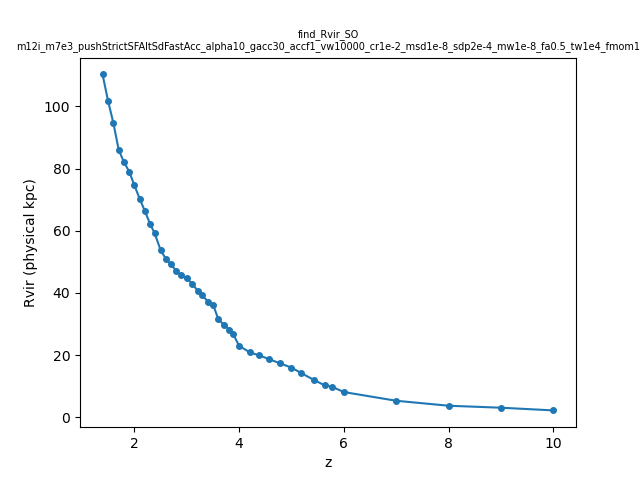 find_Rvir_SO
m12i_m7e3_pushStrictSFAltSdFastAcc_alpha10_gacc30_accf1_vw10000_cr1e-2_msd1e-8_sdp2e-4_mw1e-8_fa0.5_tw1e4_fmom1
Rvir (physical kpc)
100
80
60
40
20
0
2 4 6 8 10
z